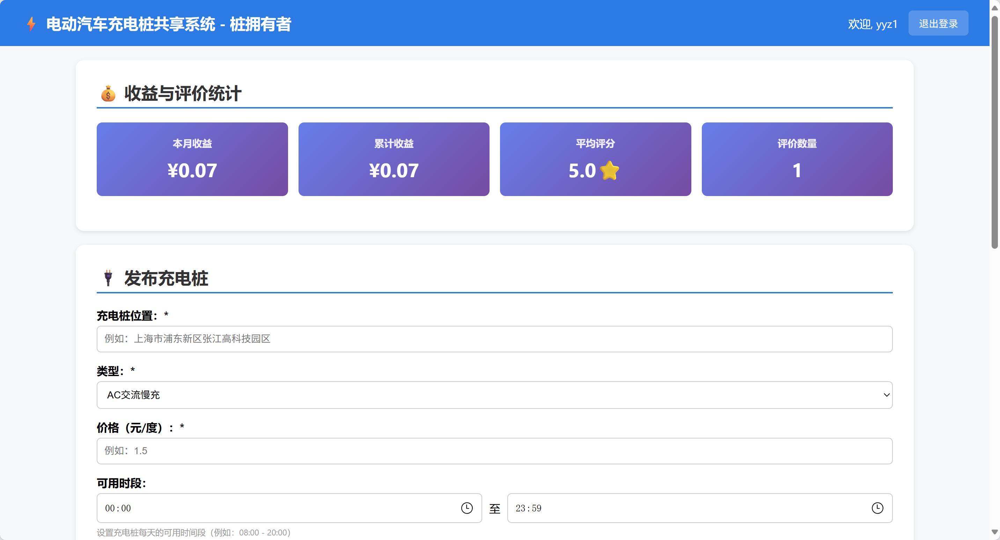 电动汽车充电桩共享系统 - 桩拥有者
欢迎, yyz1
退出登录
收益与评价统计
本月收益
¥0.07
累计收益
¥0.07
平均评分
5.0
评价数量
1
发布充电桩
充电桩位置：*
例如：上海市浦东新区张江高科技园区
类型：*
AC交流慢充
价格（元/度）：*
例如：1.5
可用时段：
00:00
至
23:59
设置充电桩每天的可用时间段（例如：08:00 - 20:00）